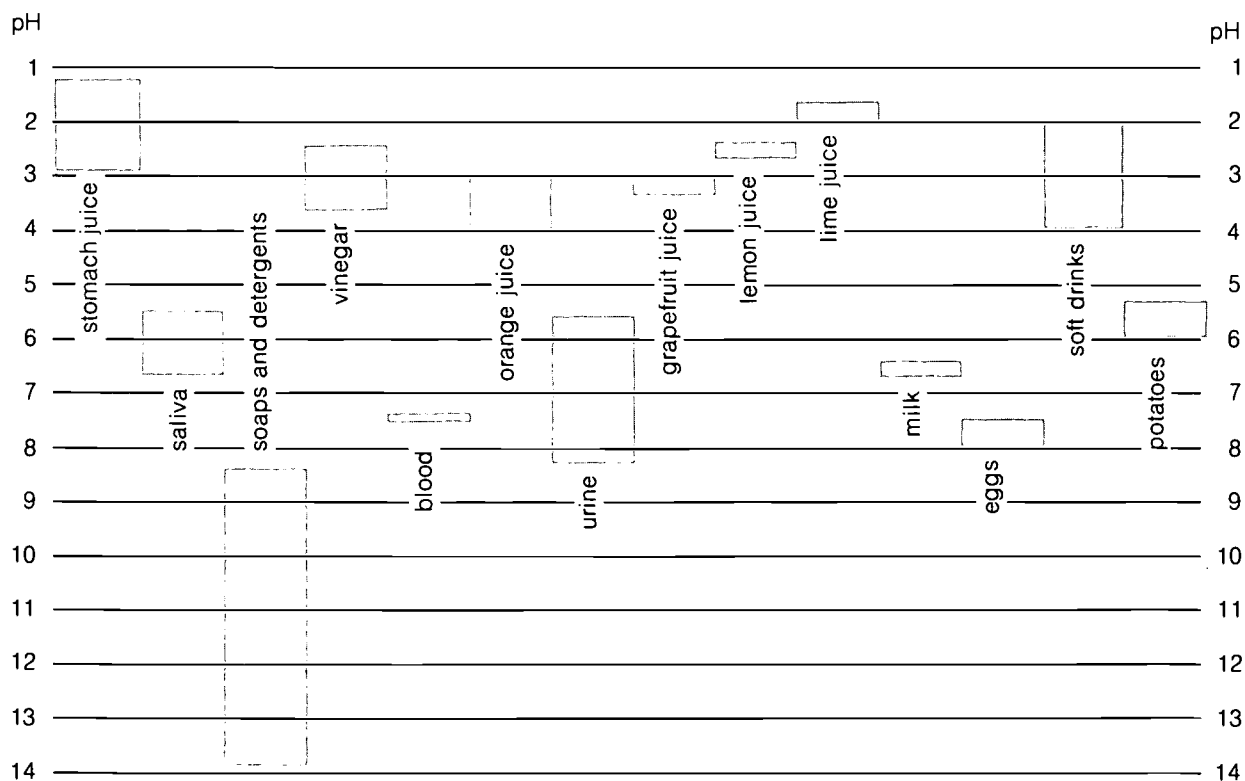 pH
pH
1
1
2
2
3
3
4
4
5
5
6
6
7
7
8
8
9
9
10
10
11
11
12
12
13
13
14
14
stomach juice
saliva
soaps and detergents
vinegar
blood
orange juice
urine
grapefruit juice
lemon juice
lime juice
milk
eggs
soft drinks
potatoes